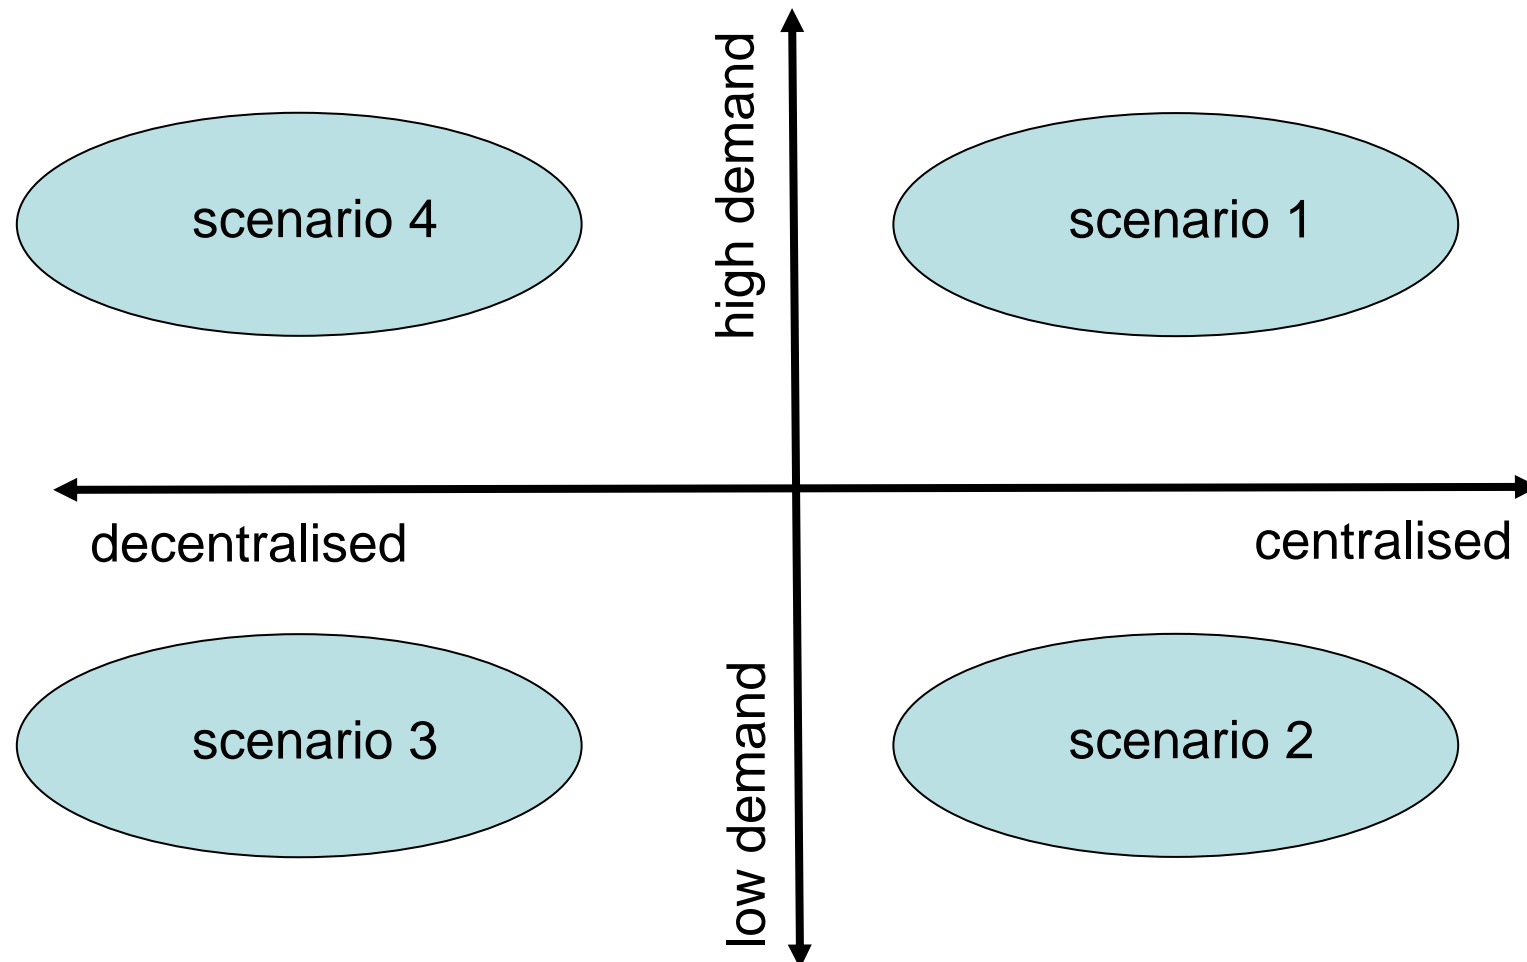 high demand
scenario 4
scenario 1
decentralised
centralised
low demand
scenario 3
scenario 2